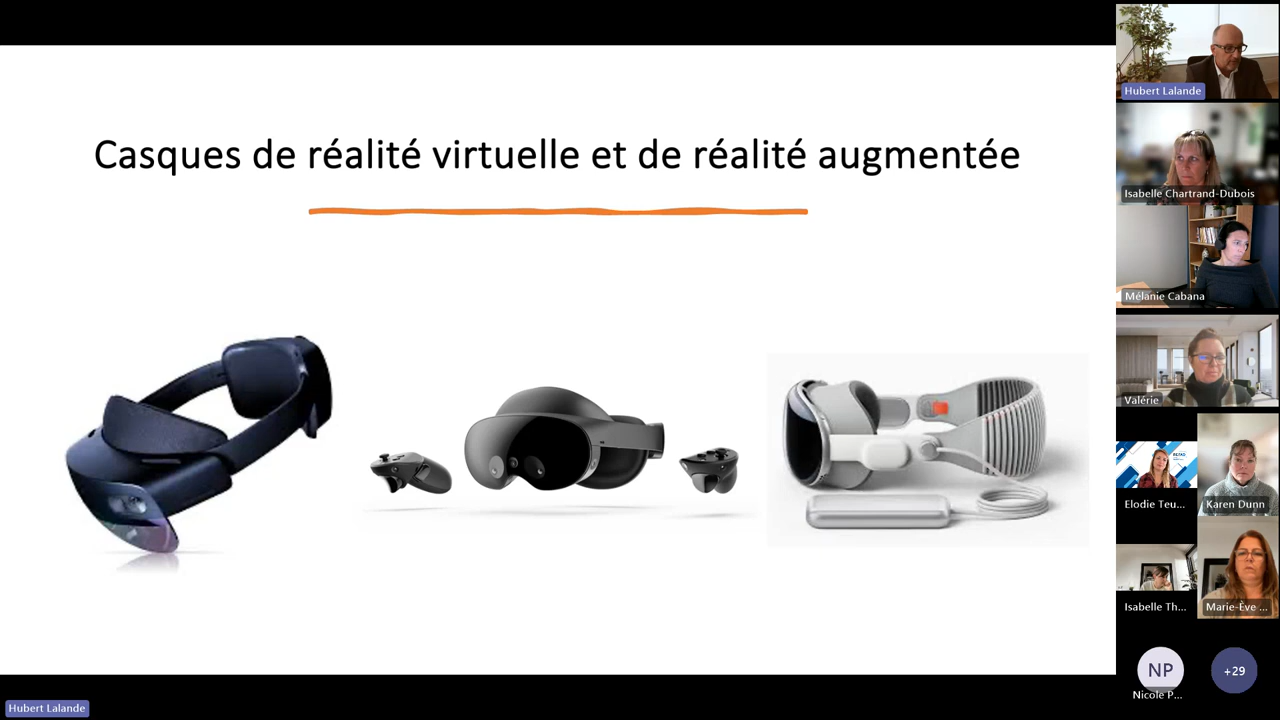 Casques de réalité virtuelle et de réalité augmentée
Hubert Lalande
Isabelle Chartrand-Dubois
Mélanie Cabana
Valérie
Elodie Teu...
Karen Dunn
Isabelle Th...
Marie-Ève ...
NP
Nicole P...
+29
Hubert Lalande